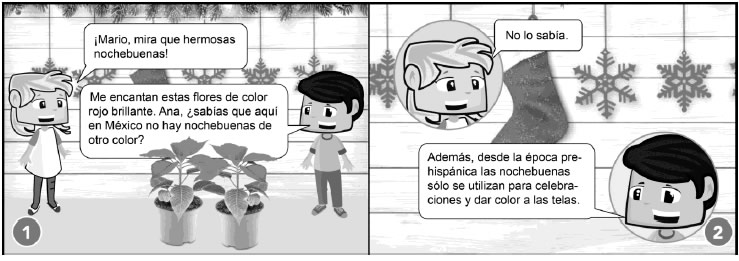 ¡Mario, mira que hermosas
nochebuenas!
Me encantan estas flores de color
rojo brillante. Ana, ¿sabías que aquí
en México no hay nochebuenas de
otro color?
1
No lo sabía.
Además, desde la época pre-
hispánica las nochebuenas
sólo se utilizan para celebra-
ciones y dar color a las telas.
2